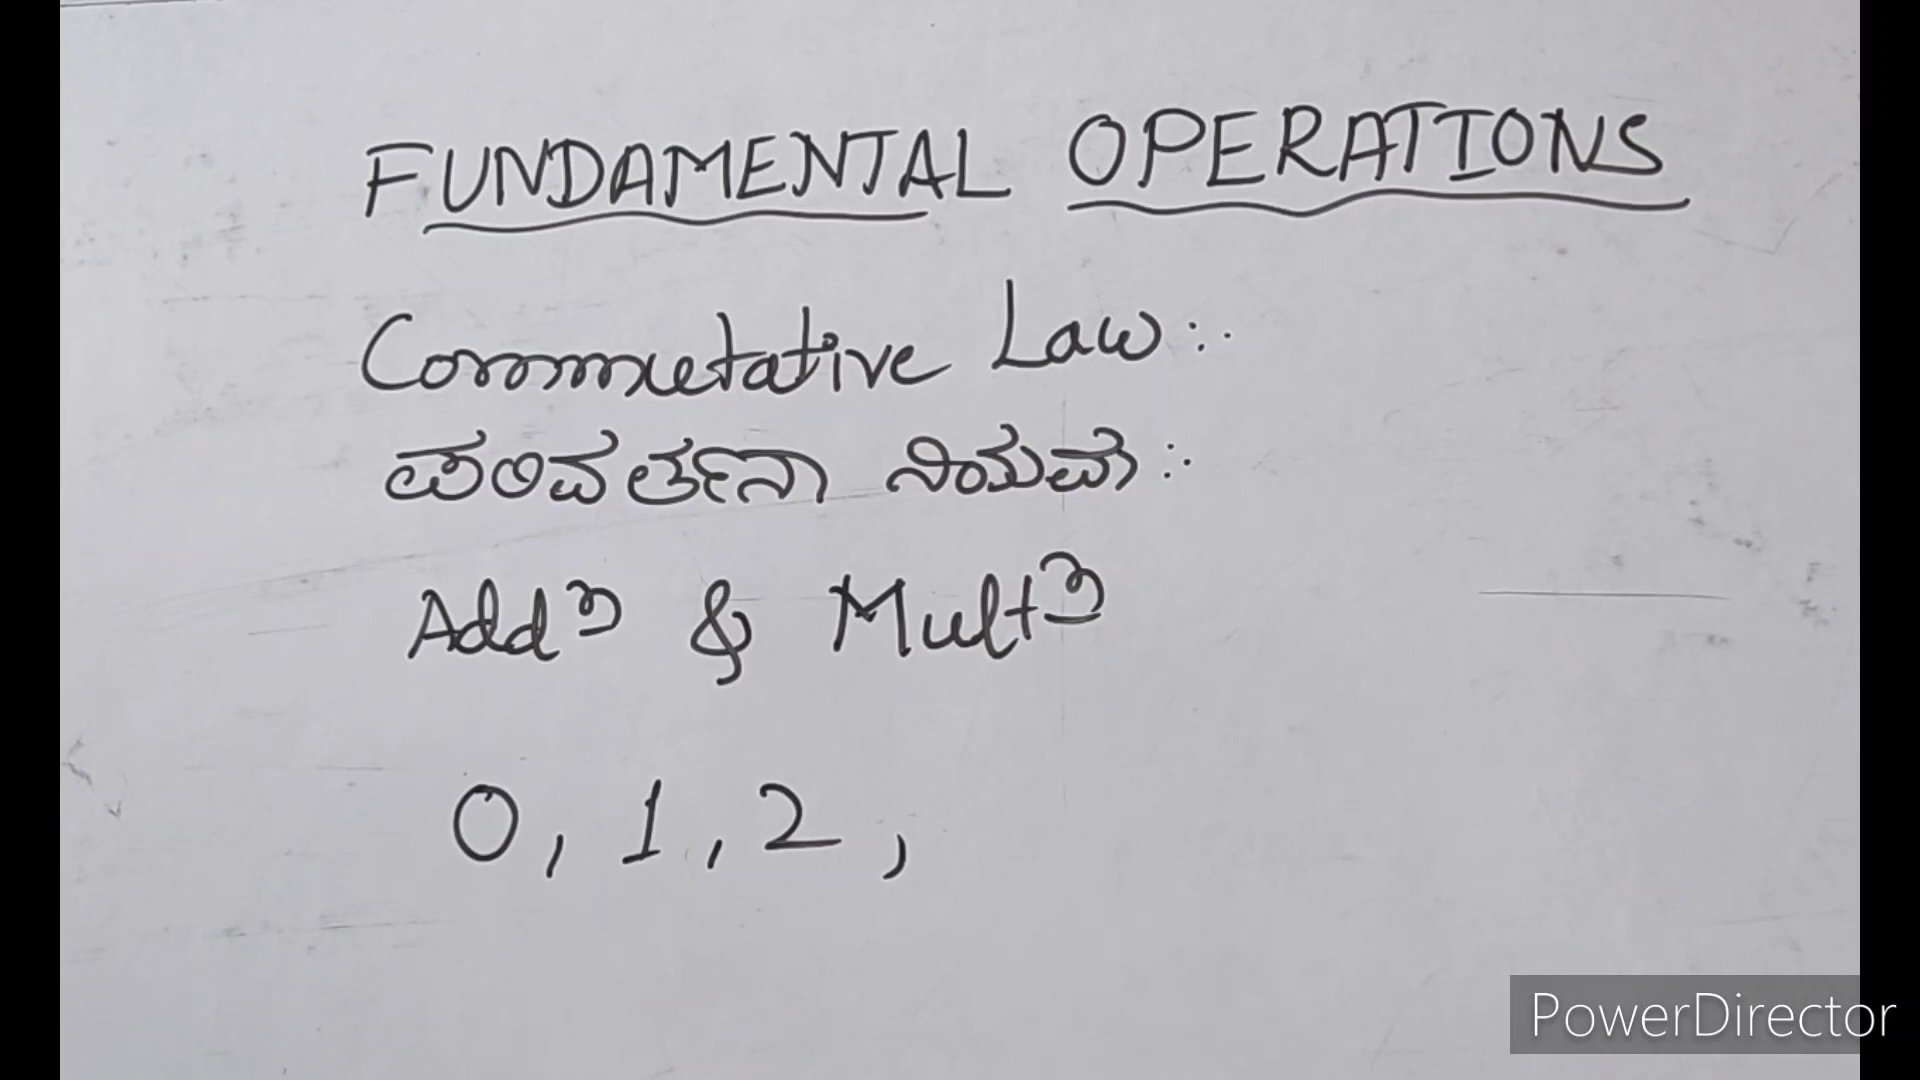 FUNDAMENTAL OPERATIONS
Commutative Law :-
ಪರಿವರ್ತನಾ ನಿಯಮ :-
Addⁿ & Multⁿ
0, 1, 2,
PowerDirector